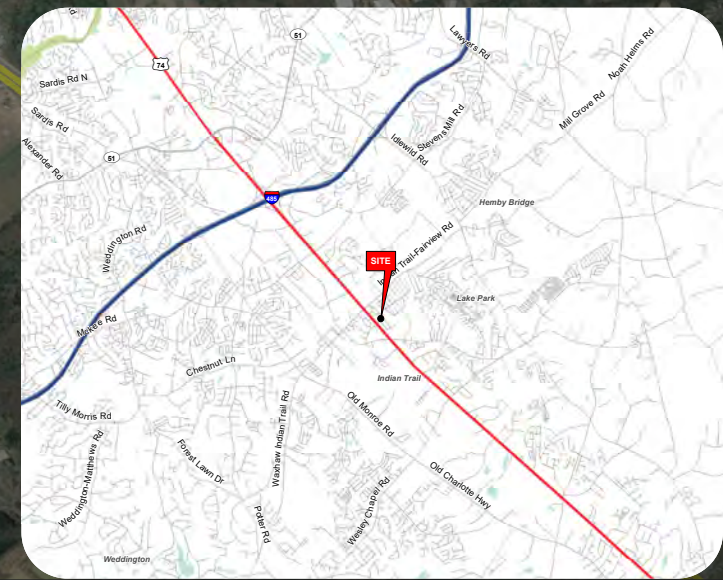 Rd
51
Lawyers Rd
Noah Helms Rd
74
Sardis Rd N
Mill Grove Rd
Stevens Mill Rd
Sardis Rd
Idlewild Rd
51
Alexander Rd
485
Hemby Bridge
Weddington Rd
Indian Trail-Fairview Rd
SITE
Lake Park
Mckee Rd
Chestnut Ln
Indian Trail
Tilly Morris Rd
Old Monroe Rd
Waxhaw Indian Trail Rd
Weddington-Matthews Rd
Forest Lawn Dr
Old Charlotte Hwy
Wesley Chapel Rd
Potter Rd
Weddington